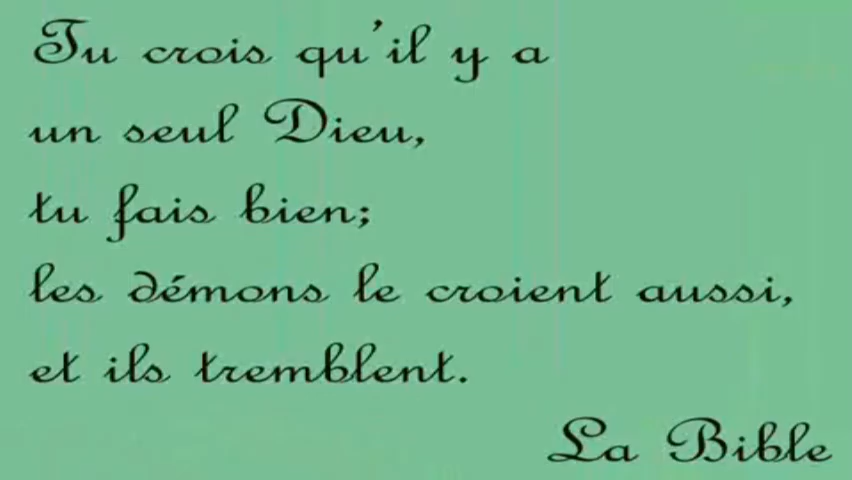 Tu crois qu'il y a
un seul Dieu,
tu fais bien;
les démons le croient aussi,
et ils tremblent.
La Bible